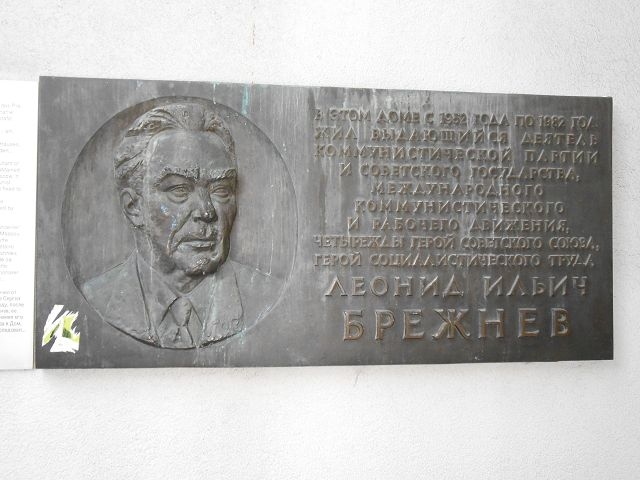 В ЭТОМ ДОМЕ С 1952 ГОДА ПО 1982 ГОД
ЖИЛ ВЫДАЮЩИЙСЯ ДЕЯТЕЛЬ
КОММУНИСТИЧЕСКОЙ ПАРТИИ
И СОВЕТСКОГО ГОСУДАРСТВА,
МЕЖДУНАРОДНОГО
КОММУНИСТИЧЕСКОГО
И РАБОЧЕГО ДВИЖЕНИЯ,
ЧЕТЫРЕЖДЫ ГЕРОЙ СОВЕТСКОГО СОЮЗА,
ГЕРОЙ СОЦИАЛИСТИЧЕСКОГО ТРУДА
ЛЕОНИД ИЛЬИЧ
БРЕЖНЕВ